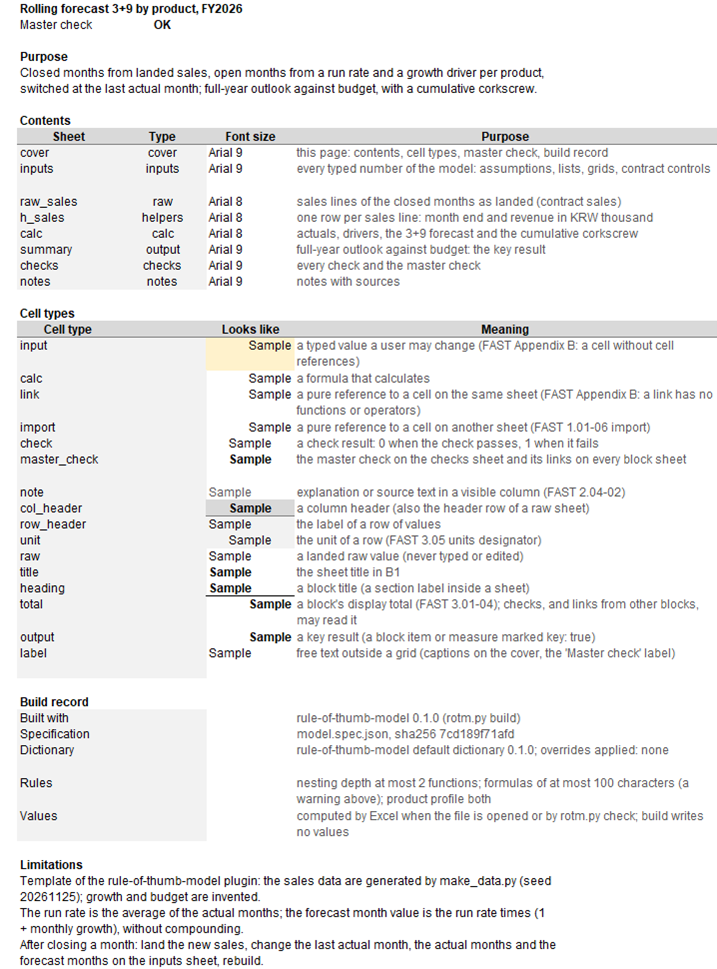 Rolling forecast 3+9 by product, FY2026
Master check OK
Purpose
Closed months from landed sales, open months from a run rate and a growth driver per product,
switched at the last actual month; full-year outlook against budget, with a cumulative corkscrew.
Contents
Sheet Type Font size Purpose
cover cover Arial 9 this page: contents, cell types, master check, build record
inputs inputs Arial 9 every typed number of the model: assumptions, lists, grids, contract controls
raw_sales raw Arial 8 sales lines of the closed months as landed (contract sales)
h_sales helpers Arial 8 one row per sales line: month end and revenue in KRW thousand
calc calc Arial 8 actuals, drivers, the 3+9 forecast and the cumulative corkscrew
summary output Arial 9 full-year outlook against budget: the key result
checks checks Arial 9 every check and the master check
notes notes Arial 9 notes with sources
Cell types
Cell type Looks like Meaning
input Sample a typed value a user may change (FAST Appendix B: a cell without cell
references)
calc Sample a formula that calculates
link Sample a pure reference to a cell on the same sheet (FAST Appendix B: a link has no
functions or operators)
import Sample a pure reference to a cell on another sheet (FAST 1.01-06 import)
check Sample a check result: 0 when the check passes, 1 when it fails
master_check Sample the master check on the checks sheet and its links on every block sheet
note Sample explanation or source text in a visible column (FAST 2.04-02)
col_header Sample a column header (also the header row of a raw sheet)
row_header Sample the label of a row of values
unit Sample the unit of a row (FAST 3.05 units designator)
raw Sample a landed raw value (never typed or edited)
title Sample the sheet title in B1
heading Sample a block title (a section label inside a sheet)
total Sample a block's display total (FAST 3.01-04); checks, and links from other blocks,
may read it
output Sample a key result (a block item or measure marked key: true)
label Sample free text outside a grid (captions on the cover, the 'Master check' label)
Build record
Built with rule-of-thumb-model 0.1.0 (rotm.py build)
Specification model.spec.json, sha256 7cd189f71afd
Dictionary rule-of-thumb-model default dictionary 0.1.0; overrides applied: none
Rules nesting depth at most 2 functions; formulas of at most 100 characters (a
warning above); product profile both
Values computed by Excel when the file is opened or by rotm.py check; build writes
no values
Limitations
Template of the rule-of-thumb-model plugin: the sales data are generated by make_data.py (seed
20261125); growth and budget are invented.
The run rate is the average of the actual months; the forecast month value is the run rate times (1
+ monthly growth), without compounding.
After closing a month: land the new sales, change the last actual month, the actual months and the
forecast months on the inputs sheet, rebuild.